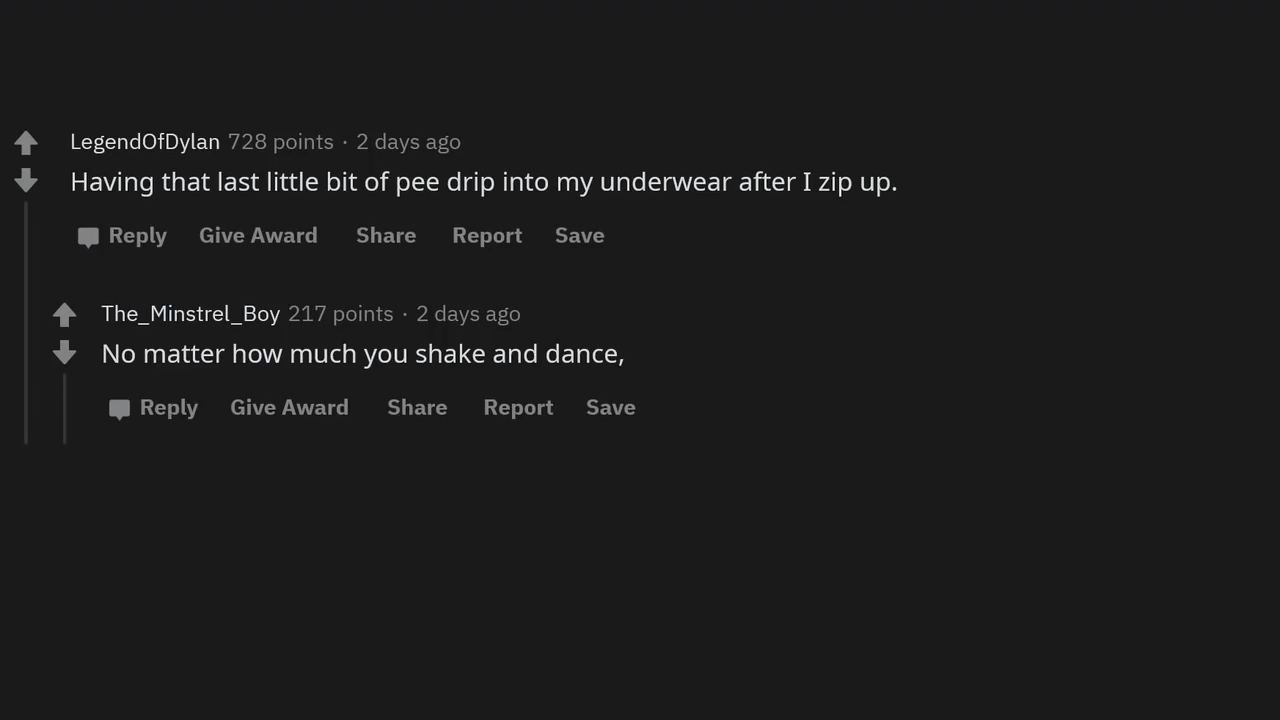 LegendOfDylan 728 points · 2 days ago
Having that last little bit of pee drip into my underwear after I zip up.
Reply Give Award Share Report Save
The_Minstrel_Boy 217 points · 2 days ago
No matter how much you shake and dance,
Reply Give Award Share Report Save